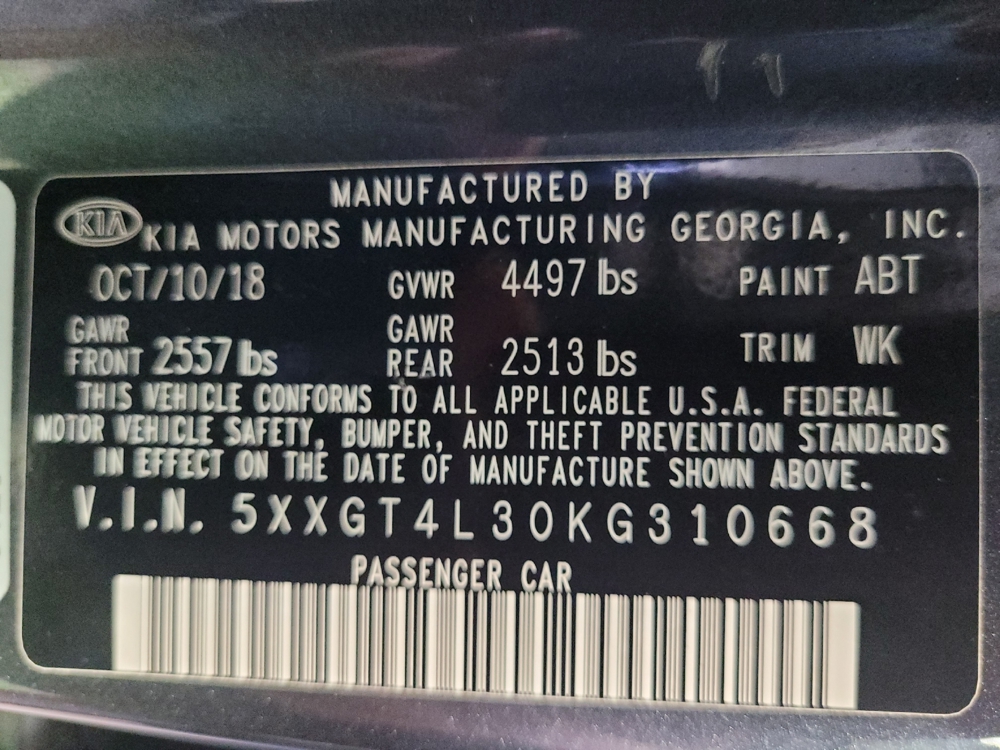 MANUFACTURED BY
KIA KIA MOTORS MANUFACTURING GEORGIA, INC.
OCT/10/18 GVWR 4497 lbs PAINT ABT
GAWR FRONT 2557 lbs GAWR REAR 2513 lbs TRIM WK
THIS VEHICLE CONFORMS TO ALL APPLICABLE U.S.A. FEDERAL
MOTOR VEHICLE SAFETY, BUMPER, AND THEFT PREVENTION STANDARDS
IN EFFECT ON THE DATE OF MANUFACTURE SHOWN ABOVE.
V.I.N. 5XXGT4L30KG310668
PASSENGER CAR